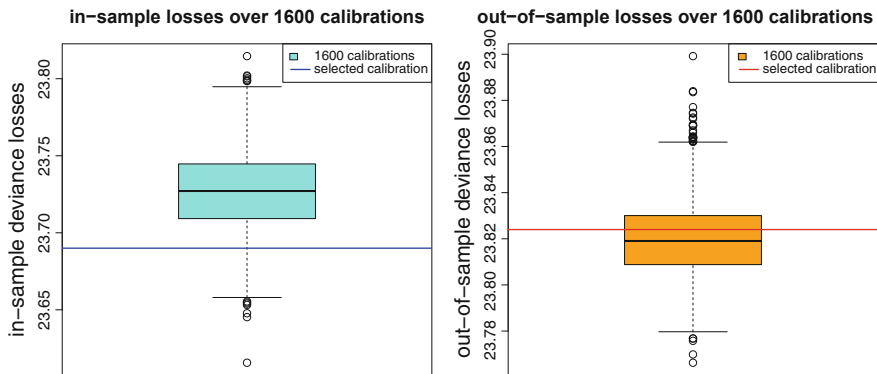 in-sample losses over 1600 calibrations
1600 calibrations
selected calibration
in−sample deviance losses
23.80
23.75
23.70
23.65
out-of-sample losses over 1600 calibrations
1600 calibrations
selected calibration
out−of−sample deviance losses
23.90
23.88
23.86
23.84
23.82
23.80
23.78